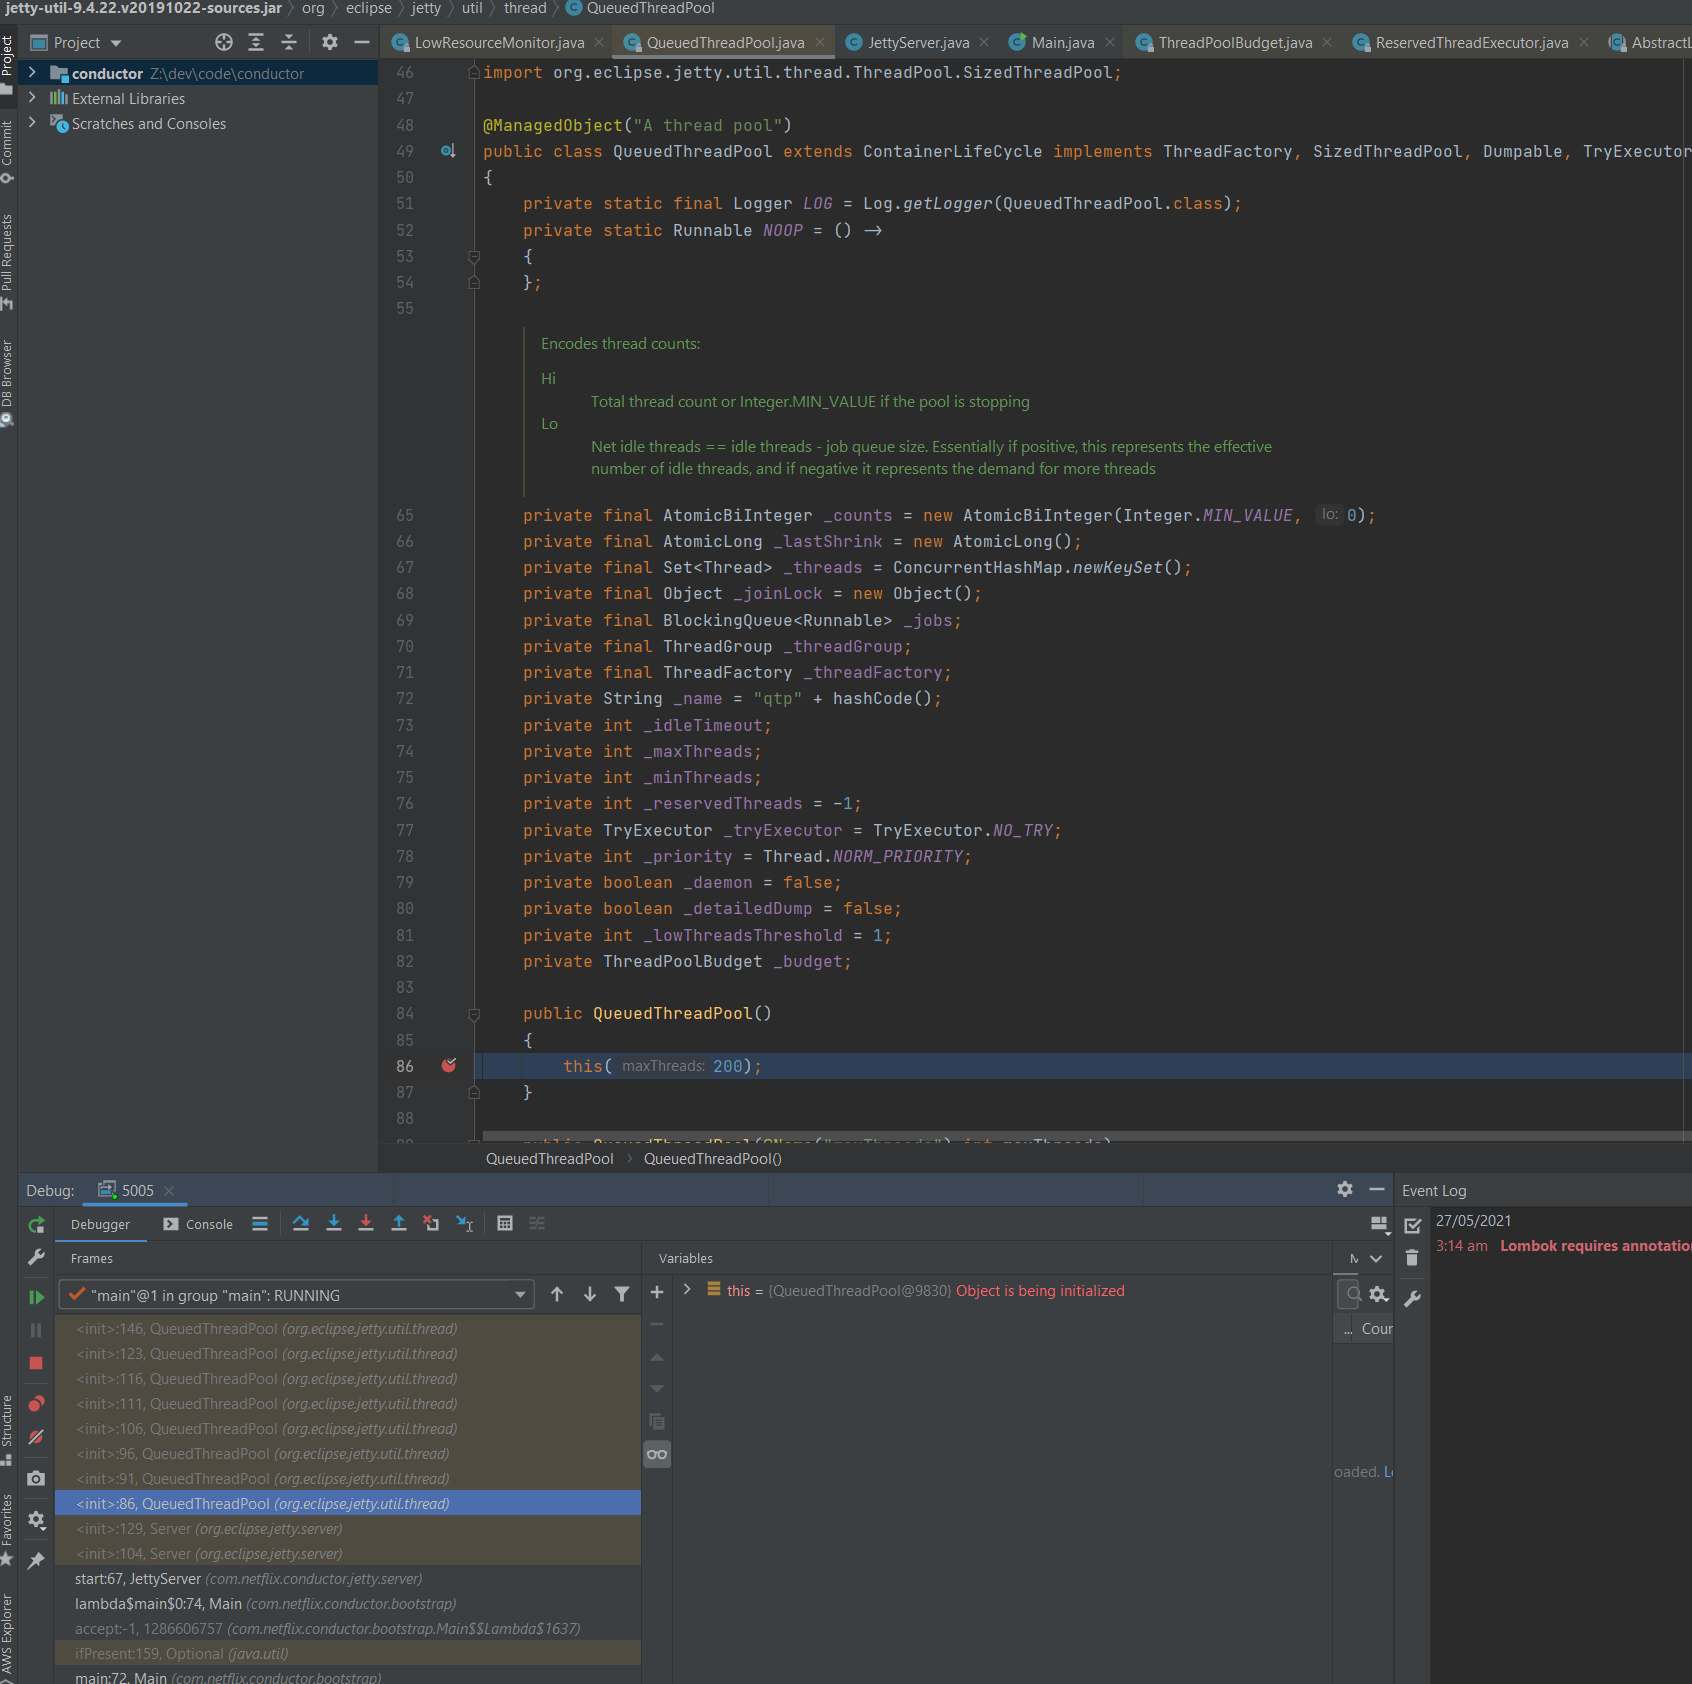 jetty-util-9.4.22.v20191022-sources.jar org eclipse jetty util thread QueuedThreadPool
Project
LowResourceMonitor.java QueuedThreadPool.java JettyServer.java Main.java ThreadPoolBudget.java ReservedThreadExecutor.java AbstractL
conductor Z:\dev\code\conductor
External Libraries
Scratches and Consoles
Project
Commit
Pull Requests
DB Browser
Structure
Favorites
AWS Explorer
46 import org.eclipse.jetty.util.thread.ThreadPool.SizedThreadPool;
47
48 @ManagedObject("A thread pool")
49 public class QueuedThreadPool extends ContainerLifeCycle implements ThreadFactory, SizedThreadPool, Dumpable, TryExecutor
50 {
51 private static final Logger LOG = Log.getLogger(QueuedThreadPool.class);
52 private static Runnable NOOP = () →
53 {
54 };
55
Encodes thread counts:
Hi
Total thread count or Integer.MIN_VALUE if the pool is stopping
Lo
Net idle threads == idle threads - job queue size. Essentially if positive, this represents the effective
number of idle threads, and if negative it represents the demand for more threads
65 private final AtomicBiInteger _counts = new AtomicBiInteger(Integer.MIN_VALUE, lo: 0);
66 private final AtomicLong _lastShrink = new AtomicLong();
67 private final Set<Thread> _threads = ConcurrentHashMap.newKeySet();
68 private final Object _joinLock = new Object();
69 private final BlockingQueue<Runnable> _jobs;
70 private final ThreadGroup _threadGroup;
71 private final ThreadFactory _threadFactory;
72 private String _name = "qtp" + hashCode();
73 private int _idleTimeout;
74 private int _maxThreads;
75 private int _minThreads;
76 private int _reservedThreads = -1;
77 private TryExecutor _tryExecutor = TryExecutor.NO_TRY;
78 private int _priority = Thread.NORM_PRIORITY;
79 private boolean _daemon = false;
80 private boolean _detailedDump = false;
81 private int _lowThreadsThreshold = 1;
82 private ThreadPoolBudget _budget;
83
84 public QueuedThreadPool()
85 {
86 this( maxThreads: 200);
87 }
88
QueuedThreadPool QueuedThreadPool()
Debug: 5005
Event Log
Debugger Console
Frames
Variables
"main"@1 in group "main": RUNNING
<init>:146, QueuedThreadPool (org.eclipse.jetty.util.thread)
<init>:123, QueuedThreadPool (org.eclipse.jetty.util.thread)
<init>:116, QueuedThreadPool (org.eclipse.jetty.util.thread)
<init>:111, QueuedThreadPool (org.eclipse.jetty.util.thread)
<init>:106, QueuedThreadPool (org.eclipse.jetty.util.thread)
<init>:96, QueuedThreadPool (org.eclipse.jetty.util.thread)
<init>:91, QueuedThreadPool (org.eclipse.jetty.util.thread)
<init>:86, QueuedThreadPool (org.eclipse.jetty.util.thread)
<init>:129, Server (org.eclipse.jetty.server)
<init>:104, Server (org.eclipse.jetty.server)
start:67, JettyServer (com.netflix.conductor.jetty.server)
lambda$main$0:74, Main (com.netflix.conductor.bootstrap)
accept:-1, 1286606757 (com.netflix.conductor.bootstrap.Main$$Lambda$1637)
ifPresent:159, Optional (java.util)
main:72, Main (com.netflix.conductor.bootstrap)
this = {QueuedThreadPool@9830} Object is being initialized
... Cour
oaded. L
27/05/2021
3:14 am Lombok requires annotatio